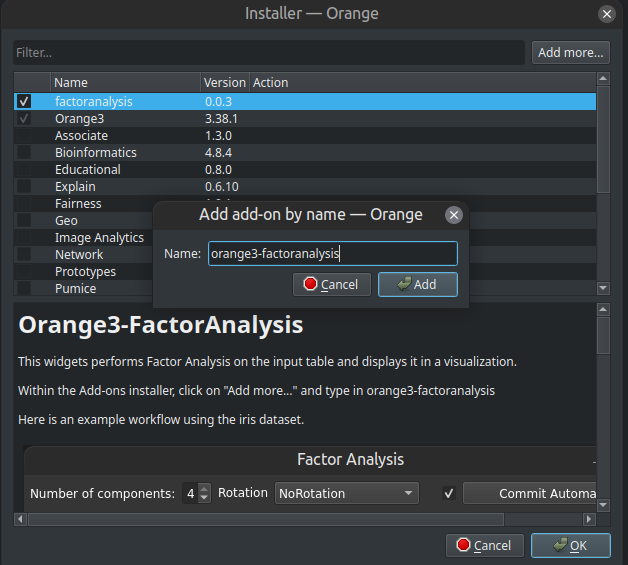 Installer — Orange
Filter...
Add more...
Name Version Action
factoranalysis 0.0.3
Orange3 3.38.1
Associate 1.3.0
Bioinformatics 4.8.4
Educational 0.8.0
Explain 0.6.10
Fairness
Geo
Image Analytics
Network
Prototypes
Pumice
Add add-on by name — Orange
Name: orange3-factoranalysis
Cancel Add
Orange3-FactorAnalysis
This widgets performs Factor Analysis on the input table and displays it in a visualization.
Within the Add-ons installer, click on "Add more..." and type in orange3-factoranalysis
Here is an example workflow using the iris dataset.
Factor Analysis
Number of components: 4 Rotation NoRotation Commit Automa
Cancel OK